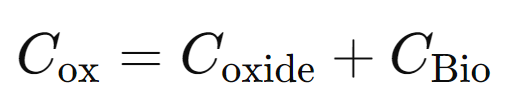 C_ox = C_oxide + C_Bio